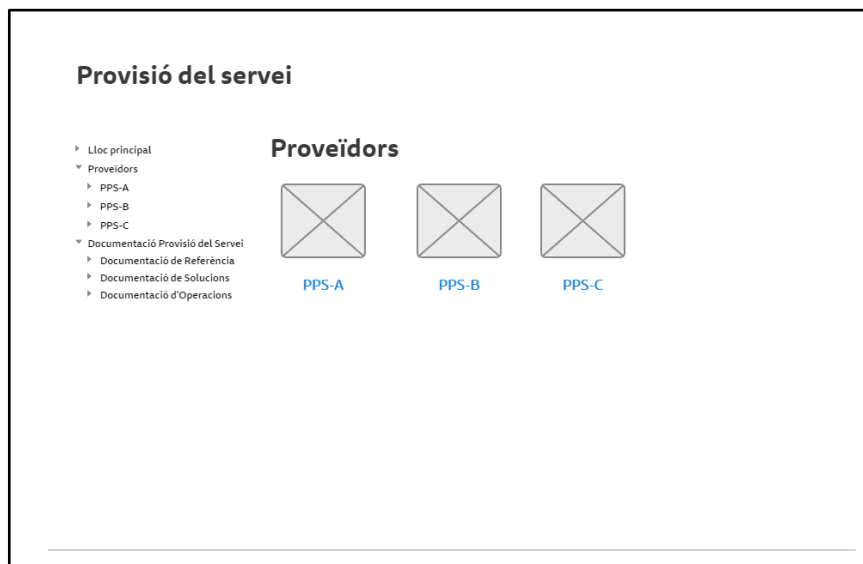 Provisió del servei
Lloc principal
Proveïdors
PPS-A
PPS-B
PPS-C
Documentació Provisió del Servei
Documentació de Referència
Documentació de Solucions
Documentació d'Operacions
Proveïdors
PPS-A
PPS-B
PPS-C